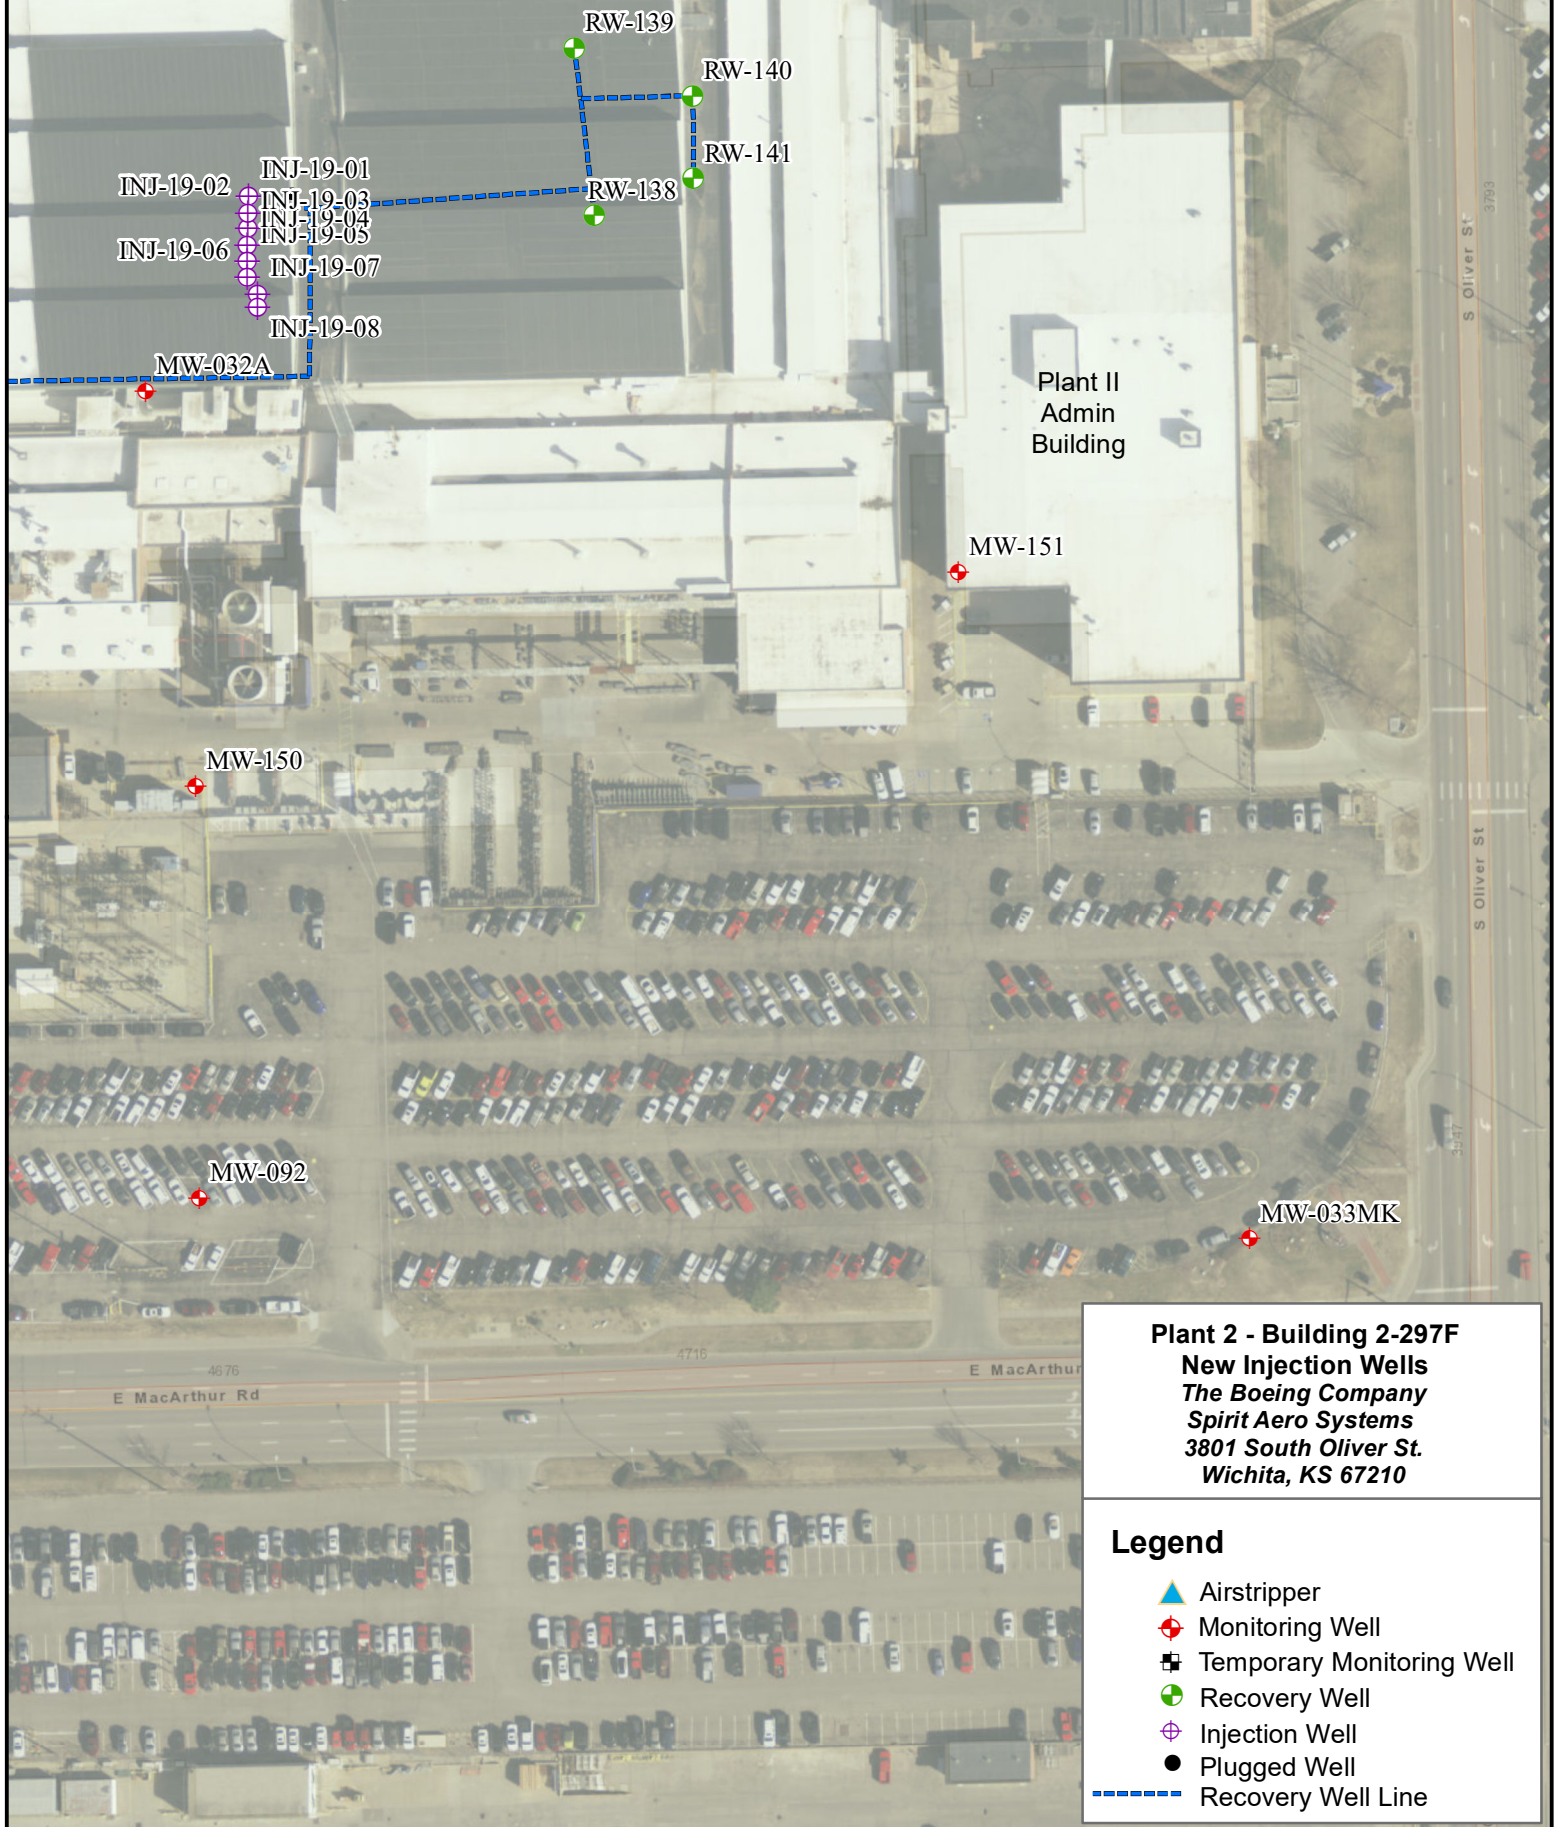 RW-139
RW-140
RW-141
RW-138
INJ-19-01
INJ-19-02
INJ-19-03
INJ-19-04
INJ-19-05
INJ-19-06
INJ-19-07
INJ-19-08
MW-032A
3793
S Oliver St
Plant II
Admin
Building
MW-151
MW-150
S Oliver St
3947
MW-092
MW-033MK
4676
4716
E MacArthur Rd
E MacArthur
Plant 2 - Building 2-297F
New Injection Wells
The Boeing Company
Spirit Aero Systems
3801 South Oliver St.
Wichita, KS 67210
Legend
Airstripper
Monitoring Well
Temporary Monitoring Well
Recovery Well
Injection Well
Plugged Well
Recovery Well Line